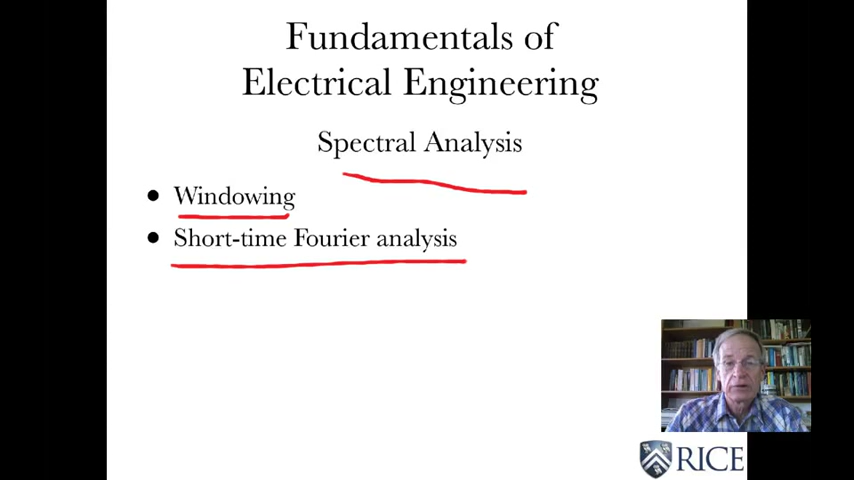 Fundamentals of
Electrical Engineering
Spectral Analysis
• Windowing
• Short-time Fourier analysis
RICE